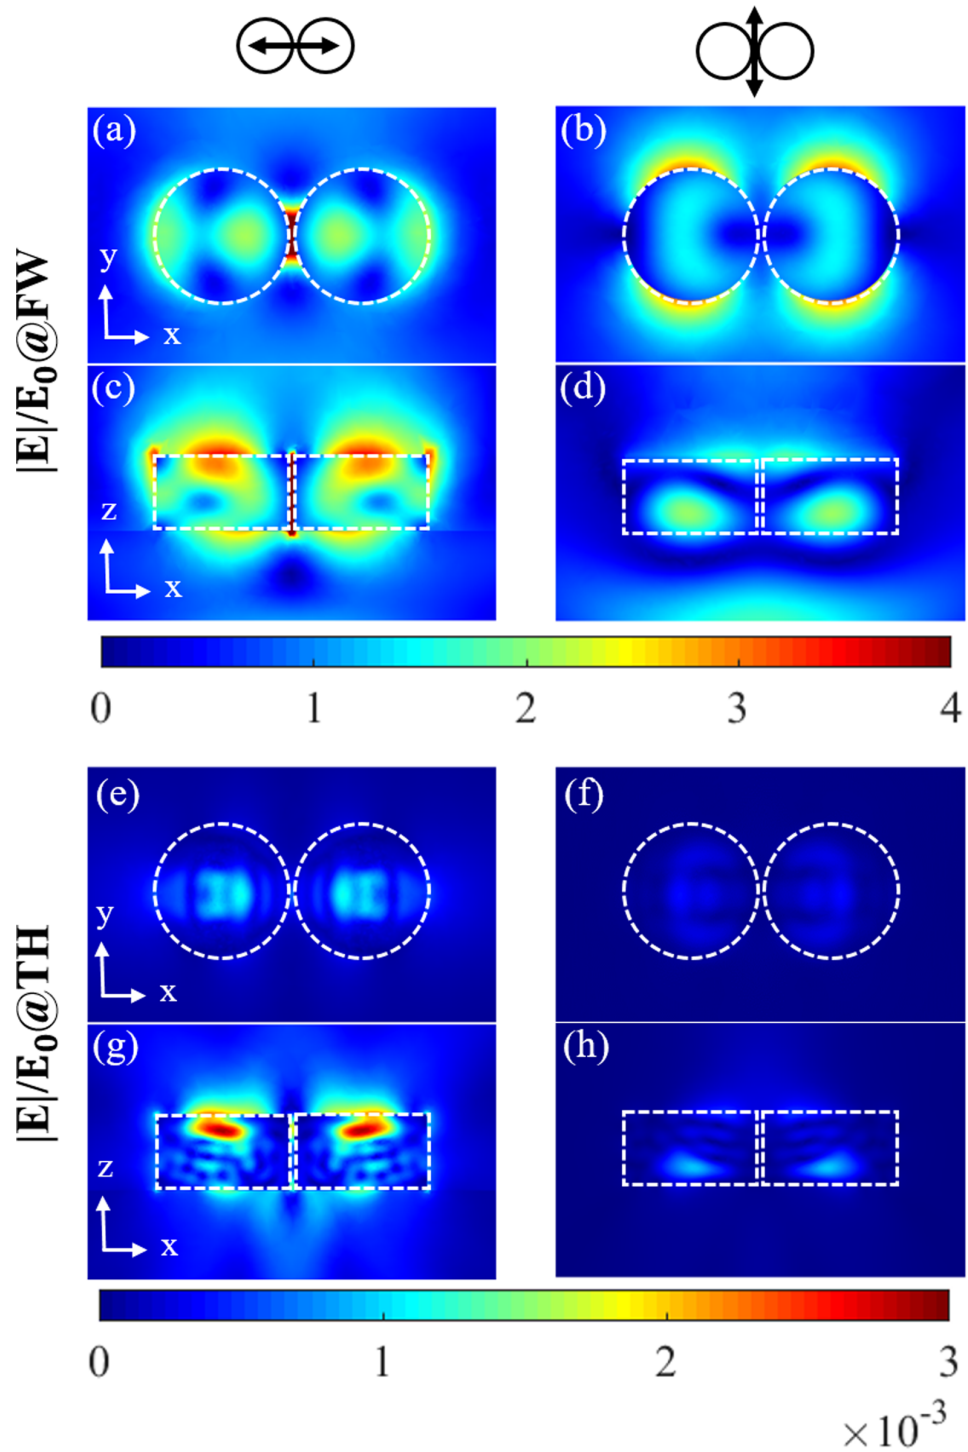 (a)
(b)
y
x
|E|/E₀@FW
(c)
(d)
z
x
0 1 2 3 4
(e)
(f)
y
x
|E|/E₀@TH
(g)
(h)
z
x
0 1 2 3
×10⁻³